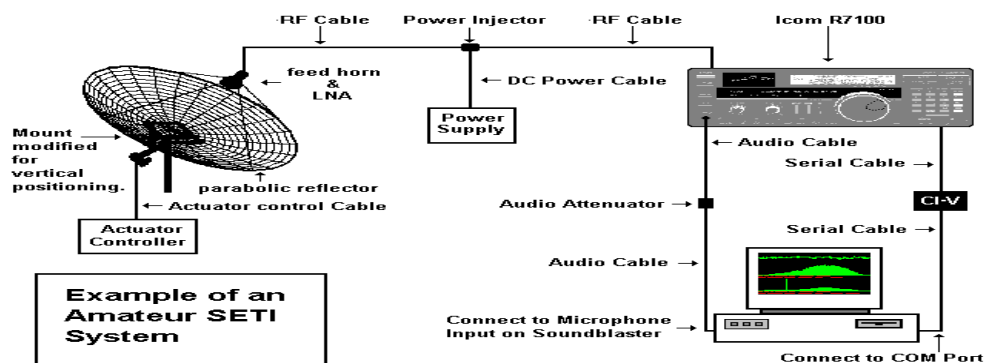 RF Cable
Power Injector
RF Cable
Icom R7100
feed horn
&
LNA
DC Power Cable
Power
Supply
Mount
modified
for
vertical
positioning.
parabolic reflector
Actuator control Cable
Actuator
Controller
Audio Cable
Serial Cable
Audio Attenuator
CI-V
Serial Cable
Audio Cable
Example of an
Amateur SETI
System
Connect to Microphone
Input on Soundblaster
Connect to COM Port